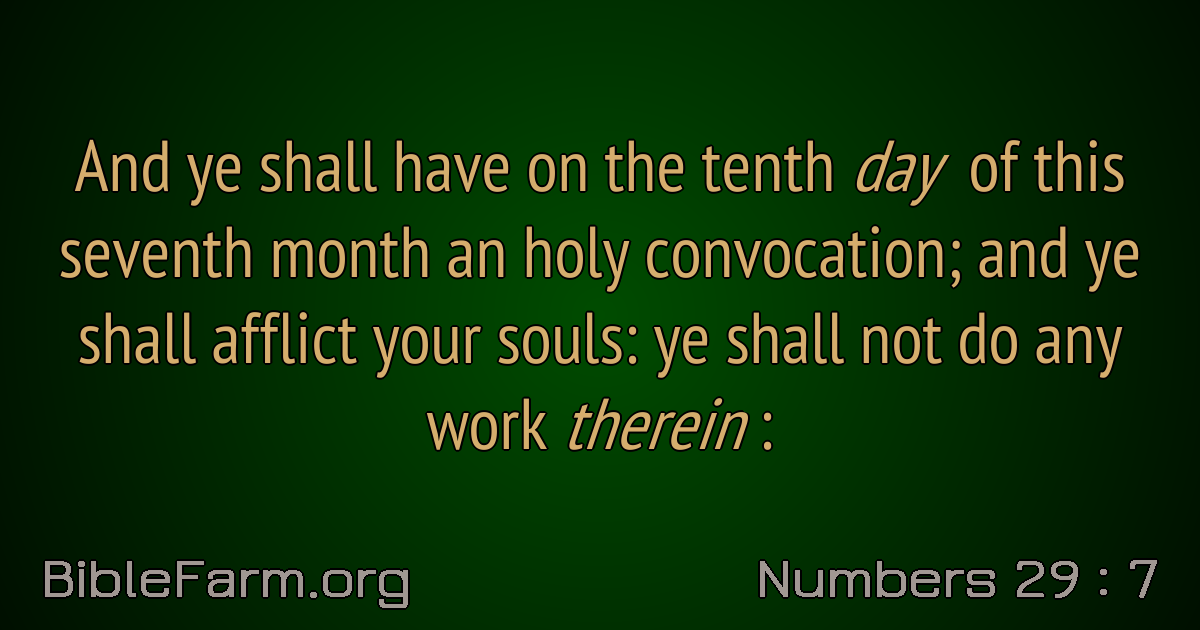 And ye shall have on the tenth day of this
seventh month an holy convocation; and ye
shall afflict your souls: ye shall not do any
work therein :
BibleFarm.org
Numbers 29 : 7